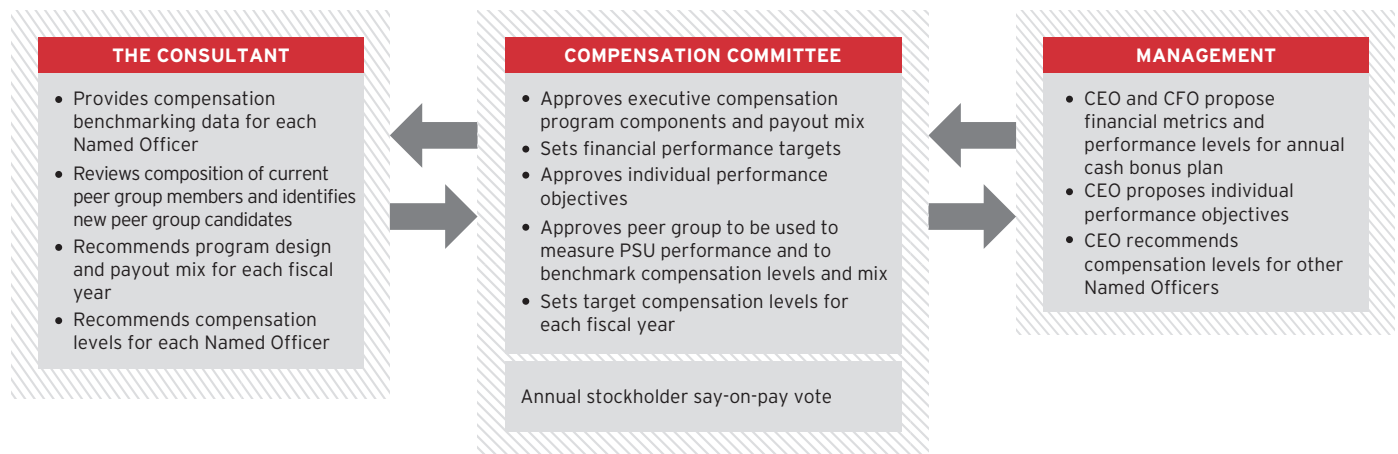 THE CONSULTANT
• Provides compensation
benchmarking data for each
Named Officer
• Reviews composition of current
peer group members and identifies
new peer group candidates
• Recommends program design
and payout mix for each fiscal
year
• Recommends compensation
levels for each Named Officer
COMPENSATION COMMITTEE
• Approves executive compensation
program components and payout mix
• Sets financial performance targets
• Approves individual performance
objectives
• Approves peer group to be used to
measure PSU performance and to
benchmark compensation levels and mix
• Sets target compensation levels for
each fiscal year
Annual stockholder say-on-pay vote
MANAGEMENT
• CEO and CFO propose
financial metrics and
performance levels for annual
cash bonus plan
• CEO proposes individual
performance objectives
• CEO recommends
compensation levels for other
Named Officers